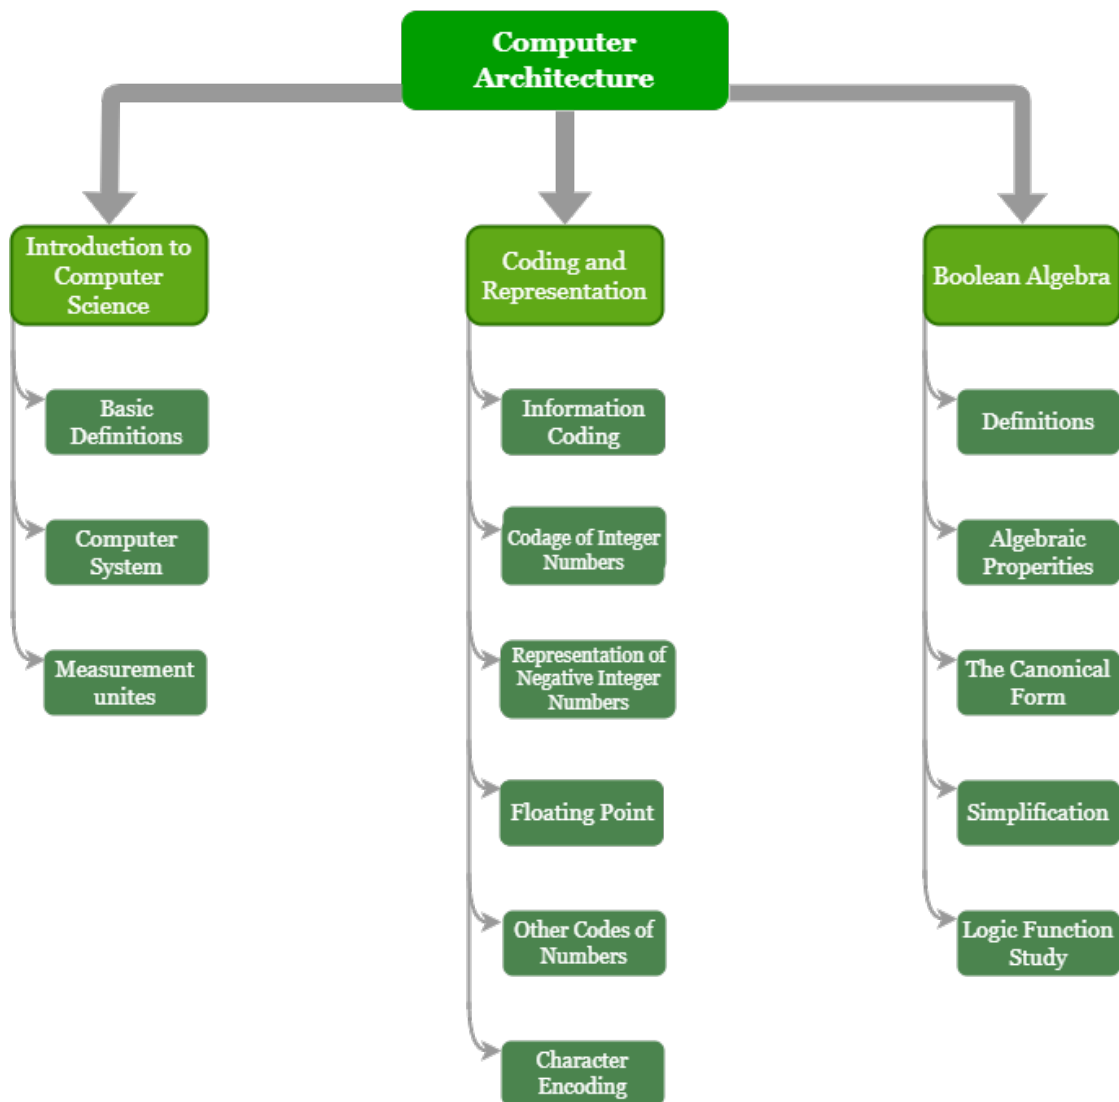 Computer
Architecture
Introduction to
Computer
Science
Basic
Definitions
Computer
System
Measurement
unites
Coding and
Representation
Information
Coding
Codage of Integer
Numbers
Representation of
Negative Integer
Numbers
Floating Point
Other Codes of
Numbers
Character
Encoding
Boolean Algebra
Definitions
Algebraic
Properities
The Canonical
Form
Simplification
Logic Function
Study